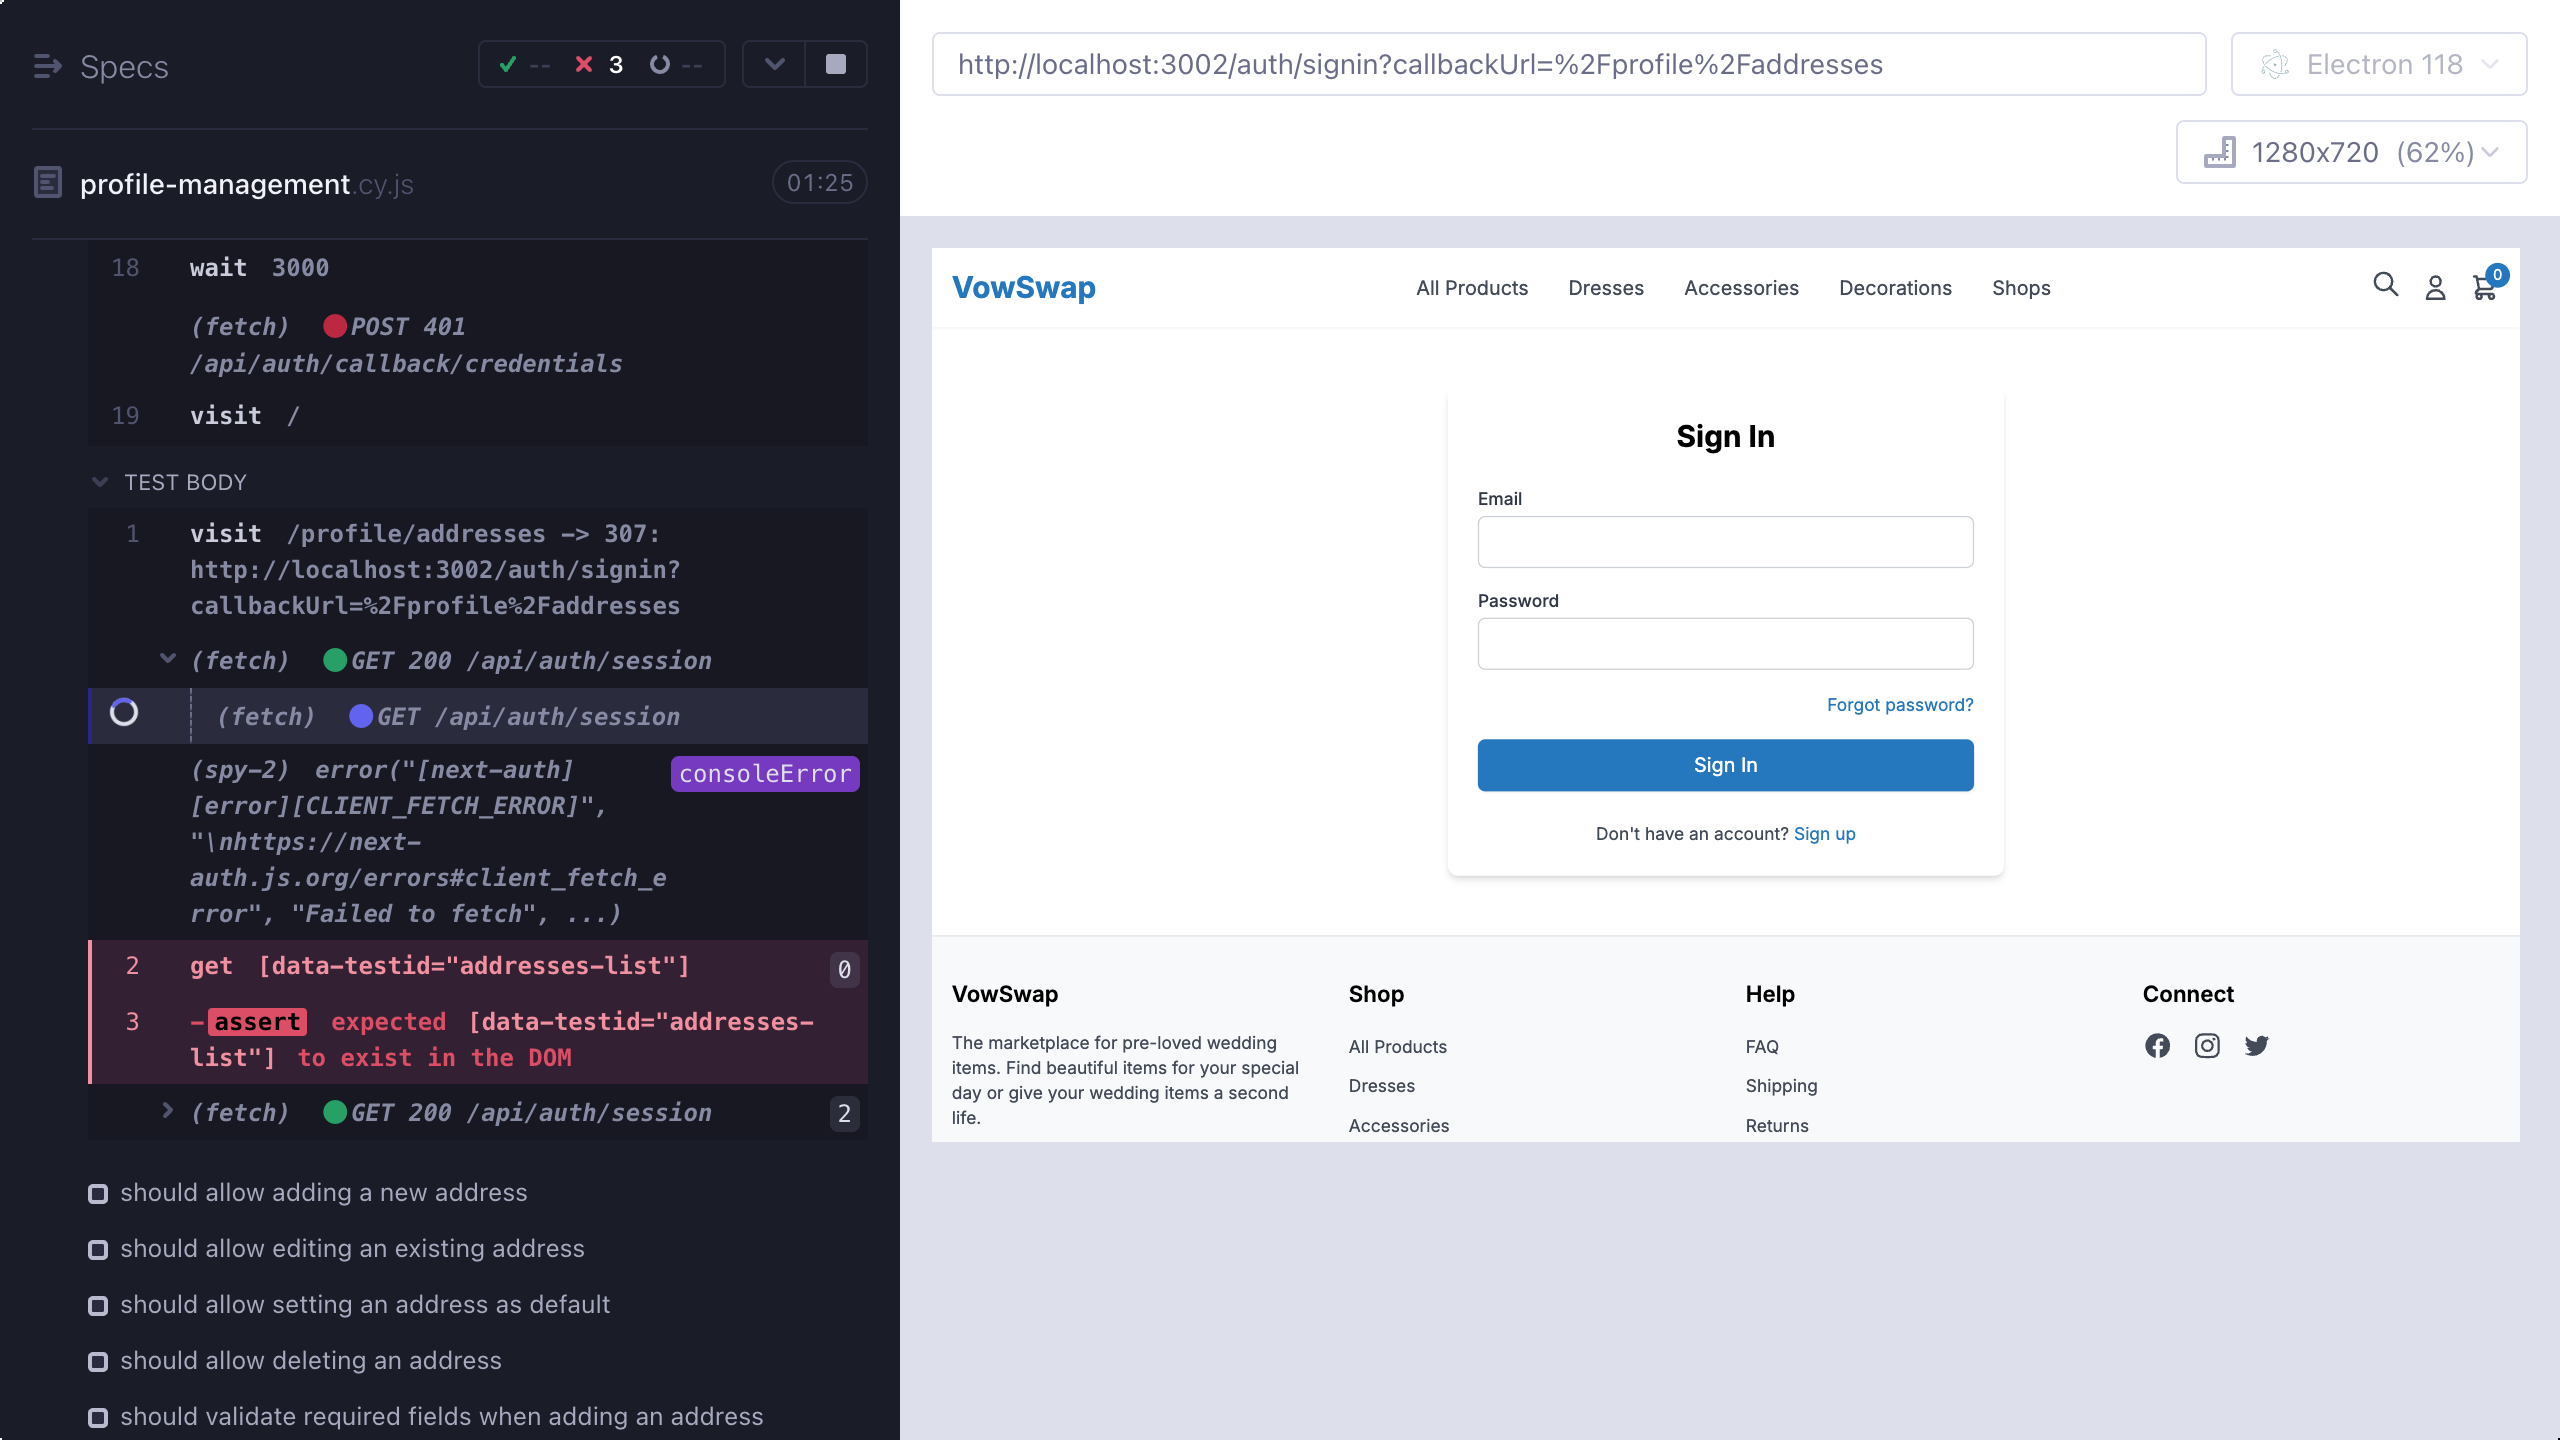 Specs
-- 3 --
profile-management.cy.js 01:25
18 wait 3000
(fetch) POST 401
/api/auth/callback/credentials
19 visit /
TEST BODY
1 visit /profile/addresses -> 307:
http://localhost:3002/auth/signin?
callbackUrl=%2Fprofile%2Faddresses
(fetch) GET 200 /api/auth/session
(fetch) GET /api/auth/session
(spy-2) error("[next-auth] consoleError
[error][CLIENT_FETCH_ERROR]",
"\nhttps://next-
auth.js.org/errors#client_fetch_e
rror", "Failed to fetch", ...)
2 get [data-testid="addresses-list"] 0
3 -assert expected [data-testid="addresses-
list"] to exist in the DOM
(fetch) GET 200 /api/auth/session 2
should allow adding a new address
should allow editing an existing address
should allow setting an address as default
should allow deleting an address
should validate required fields when adding an address
http://localhost:3002/auth/signin?callbackUrl=%2Fprofile%2Faddresses
Electron 118
1280x720 (62%)
VowSwap All Products Dresses Accessories Decorations Shops 0
Sign In
Email
Password
Forgot password?
Sign In
Don't have an account? Sign up
VowSwap
The marketplace for pre-loved wedding
items. Find beautiful items for your special
day or give your wedding items a second
life.
Shop
All Products
Dresses
Accessories
Help
FAQ
Shipping
Returns
Connect